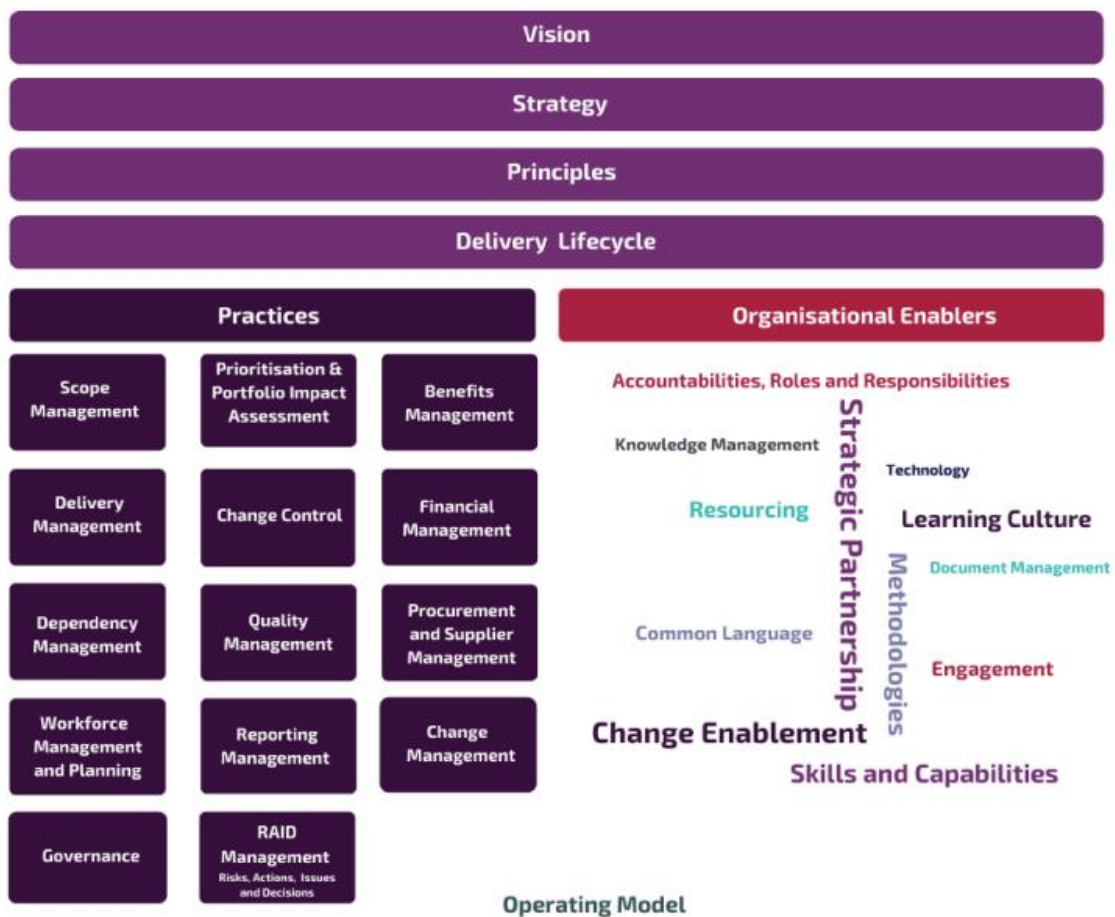 Vision
Strategy
Principles
Delivery Lifecycle
Practices
Organisational Enablers
Scope
Management
Prioritisation &
Portfolio Impact
Assessment
Benefits
Management
Delivery
Management
Change Control
Financial
Management
Dependency
Management
Quality
Management
Procurement
and Supplier
Management
Workforce
Management
and Planning
Reporting
Management
Change
Management
Governance
RAID
Management
Risks, Actions, Issues
and Decisions
Accountabilities, Roles and Responsibilities
Strategic Partnership
Knowledge Management
Technology
Resourcing
Learning Culture
Methodologies
Document Management
Common Language
Engagement
Change Enablement
Skills and Capabilities
Operating Model